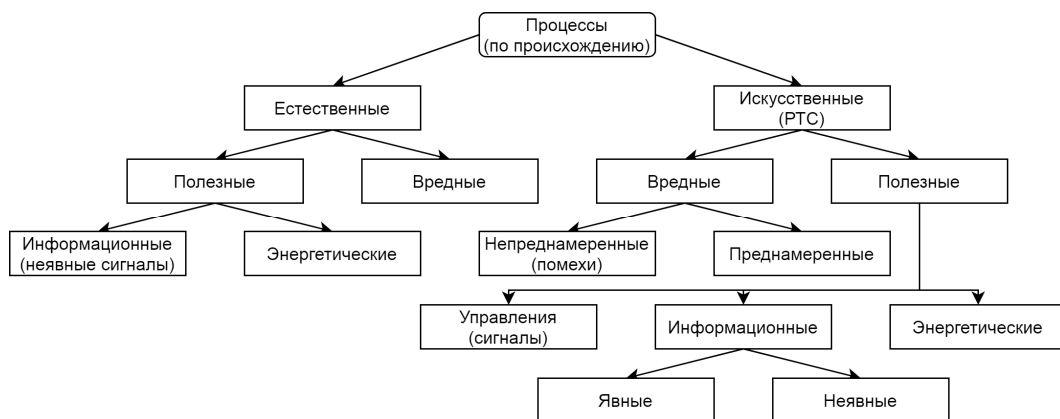 Процессы
(по происхождению)
Естественные
Искусственные
(РТС)
Полезные
Вредные
Вредные
Полезные
Информационные
(неявные сигналы)
Энергетические
Непреднамеренные
(помехи)
Преднамеренные
Управления
(сигналы)
Информационные
Энергетические
Явные
Неявные